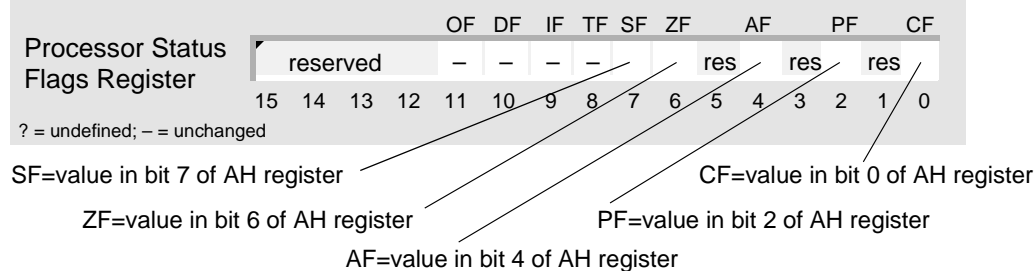 OF DF IF TF SF ZF AF PF CF
Processor Status
Flags Register
reserved – – – – res res res
15 14 13 12 11 10 9 8 7 6 5 4 3 2 1 0
? = undefined; – = unchanged
SF=value in bit 7 of AH register
CF=value in bit 0 of AH register
ZF=value in bit 6 of AH register
PF=value in bit 2 of AH register
AF=value in bit 4 of AH register